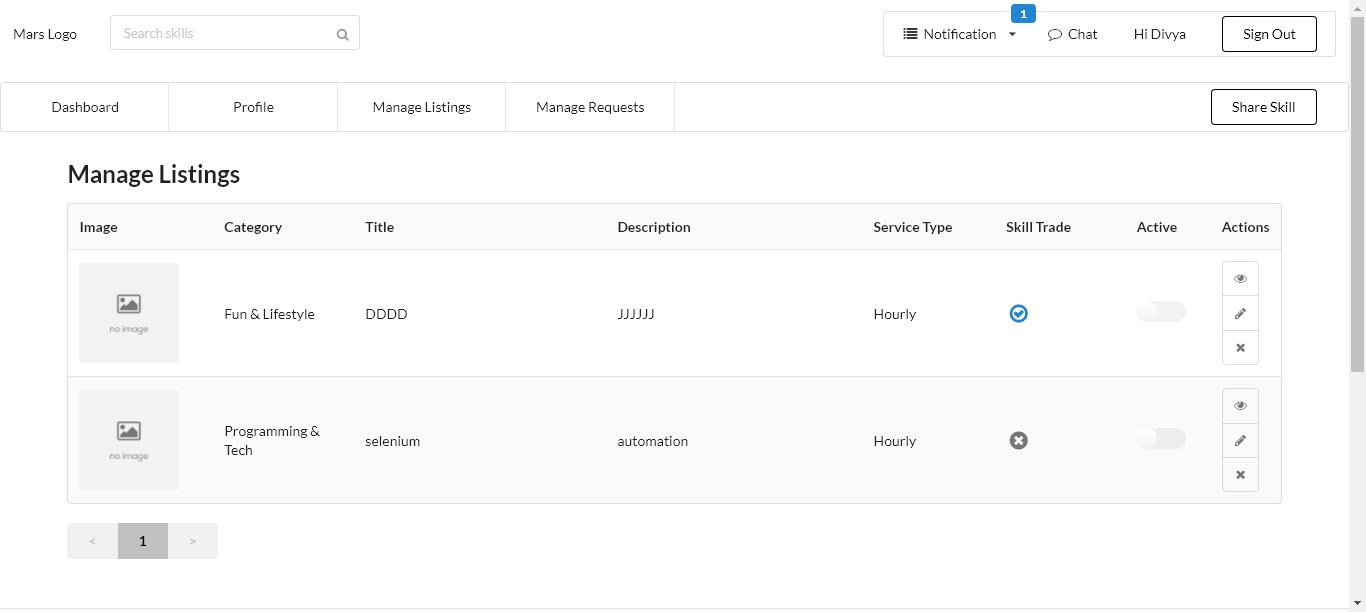 1
Mars Logo
Search skills
Notification
Chat
Hi Divya
Sign Out
Dashboard
Profile
Manage Listings
Manage Requests
Share Skill
Manage Listings
Image
Category
Title
Description
Service Type
Skill Trade
Active
Actions
no image
Fun & Lifestyle
DDDD
JJJJJJ
Hourly
no image
Programming &
Tech
selenium
automation
Hourly
<
1
>